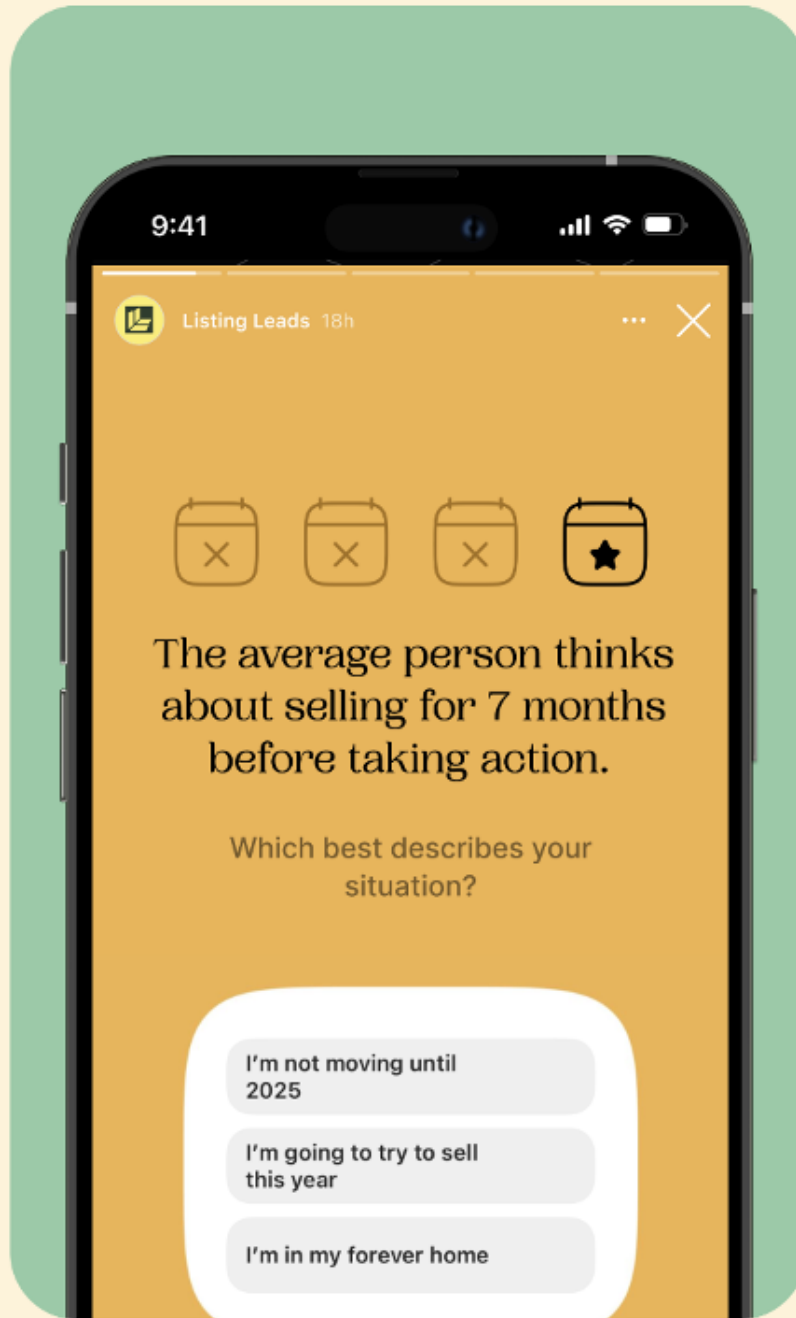 9:41
Listing Leads 18h
The average person thinks
about selling for 7 months
before taking action.
Which best describes your
situation?
I'm not moving until
2025
I'm going to try to sell
this year
I'm in my forever home